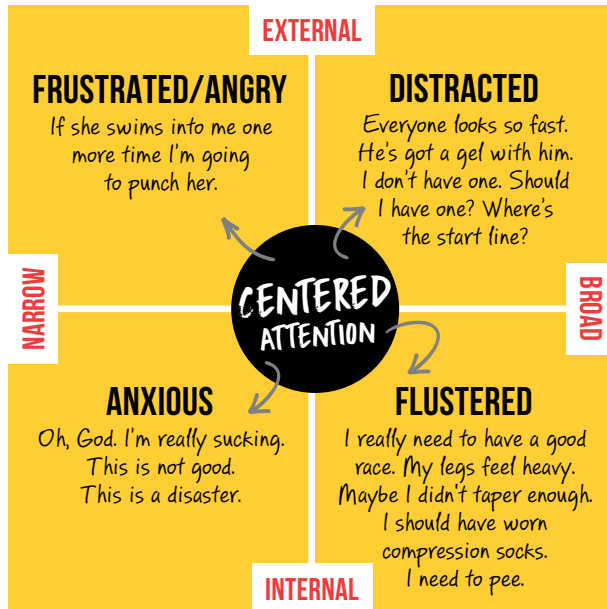 EXTERNAL
FRUSTRATED/ANGRY
If she swims into me one
more time I'm going
to punch her.
DISTRACTED
Everyone looks so fast.
He's got a gel with him.
I don't have one. Should
I have one? Where's
the start line?
NARROW
CENTERED
ATTENTION
BROAD
ANXIOUS
Oh, God. I'm really sucking.
This is not good.
This is a disaster.
FLUSTERED
I really need to have a good
race. My legs feel heavy.
Maybe I didn't taper enough.
I should have worn
compression socks.
I need to pee.
INTERNAL